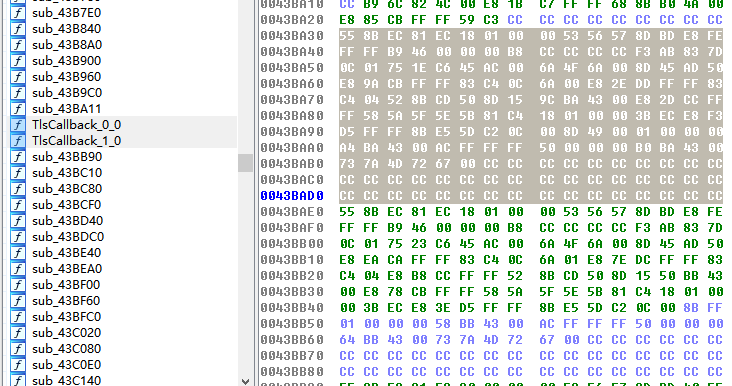 sub_43B7E0
sub_43B840
sub_43B8A0
sub_43B900
sub_43B960
sub_43B9C0
sub_43BA11
TlsCallback_0_0
TlsCallback_1_0
sub_43BB90
sub_43BC10
sub_43BC80
sub_43BCF0
sub_43BD40
sub_43BDC0
sub_43BE40
sub_43BEA0
sub_43BF00
sub_43BF60
sub_43BFC0
sub_43C020
sub_43C080
sub_43C0E0
sub_43C140
0043BA10 CC B9 6C 82 4C 00 E8 1B C7 FF FF 68 8B B0 4A 00
0043BA20 E8 85 CB FF FF 59 C3 CC CC CC CC CC CC CC CC CC
0043BA30 55 8B EC 81 EC 18 01 00 00 53 56 57 8D BD E8 FE
0043BA40 FF FF B9 46 00 00 00 B8 CC CC CC CC F3 AB 83 7D
0043BA50 0C 01 75 1E C6 45 AC 00 6A 4F 6A 00 8D 45 AD 50
0043BA60 E8 9A CB FF FF 83 C4 0C 6A 00 E8 2E DD FF FF 83
0043BA70 C4 04 52 8B CD 50 8D 15 9C BA 43 00 E8 2D CC FF
0043BA80 FF 58 5A 5F 5E 5B 81 C4 18 01 00 00 3B EC E8 F3
0043BA90 D5 FF FF 8B E5 5D C2 0C 00 8D 49 00 01 00 00 00
0043BAA0 A4 BA 43 00 AC FF FF FF 50 00 00 00 B0 BA 43 00
0043BAB0 73 7A 4D 72 67 00 CC CC CC CC CC CC CC CC CC CC
0043BAC0 CC CC CC CC CC CC CC CC CC CC CC CC CC CC CC CC
0043BAD0 CC CC CC CC CC CC CC CC CC CC CC CC CC CC CC CC
0043BAE0 55 8B EC 81 EC 18 01 00 00 53 56 57 8D BD E8 FE
0043BAF0 FF FF B9 46 00 00 00 B8 CC CC CC CC F3 AB 83 7D
0043BB00 0C 01 75 23 C6 45 AC 00 6A 4F 6A 00 8D 45 AD 50
0043BB10 E8 EA CA FF FF 83 C4 0C 6A 01 E8 7E DC FF FF 83
0043BB20 C4 04 E8 B8 CC FF FF 52 8B CD 50 8D 15 50 BB 43
0043BB30 00 E8 78 CB FF FF 58 5A 5F 5E 5B 81 C4 18 01 00
0043BB40 00 3B EC E8 3E D5 FF FF 8B E5 5D C2 0C 00 8B FF
0043BB50 01 00 00 00 58 BB 43 00 AC FF FF FF 50 00 00 00
0043BB60 64 BB 43 00 73 7A 4D 72 67 00 CC CC CC CC CC CC
0043BB70 CC CC CC CC CC CC CC CC CC CC CC CC CC CC CC CC
0043BB80 CC CC CC CC CC CC CC CC CC CC CC CC CC CC CC CC